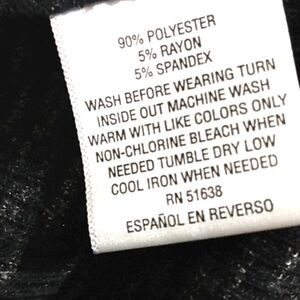 90% POLYESTER
5% RAYON
5% SPANDEX
WASH BEFORE WEARING TURN
INSIDE OUT MACHINE WASH
WARM WITH LIKE COLORS ONLY
NON-CHLORINE BLEACH WHEN
NEEDED TUMBLE DRY LOW
COOL IRON WHEN NEEDED
RN 51638
ESPAÑOL EN REVERSO